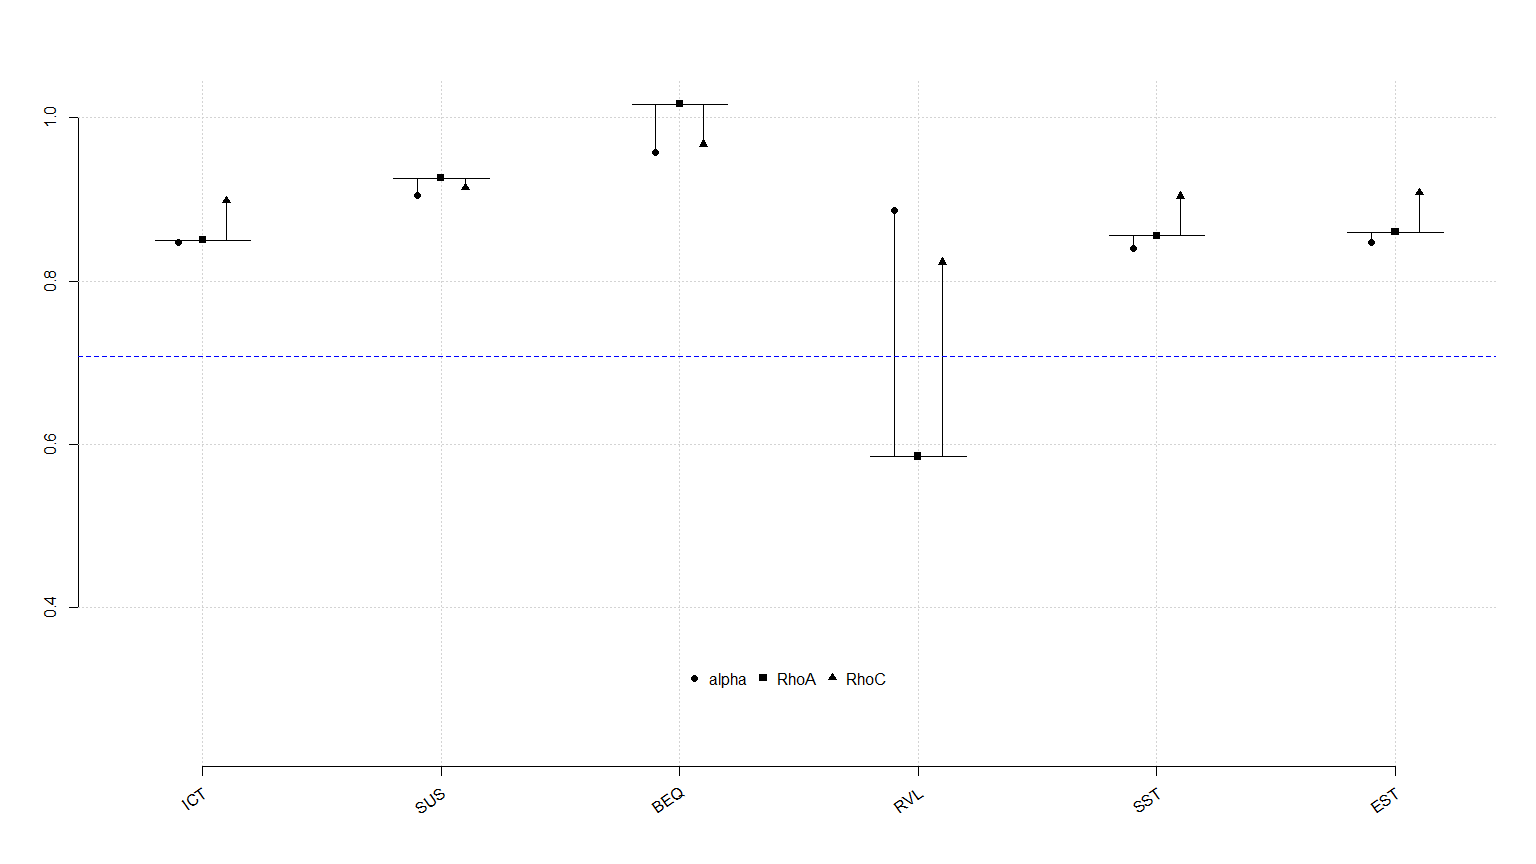 1.0
0.8
0.6
0.4
alpha RhoA RhoC
ICT SUS BEQ RVL SST EST